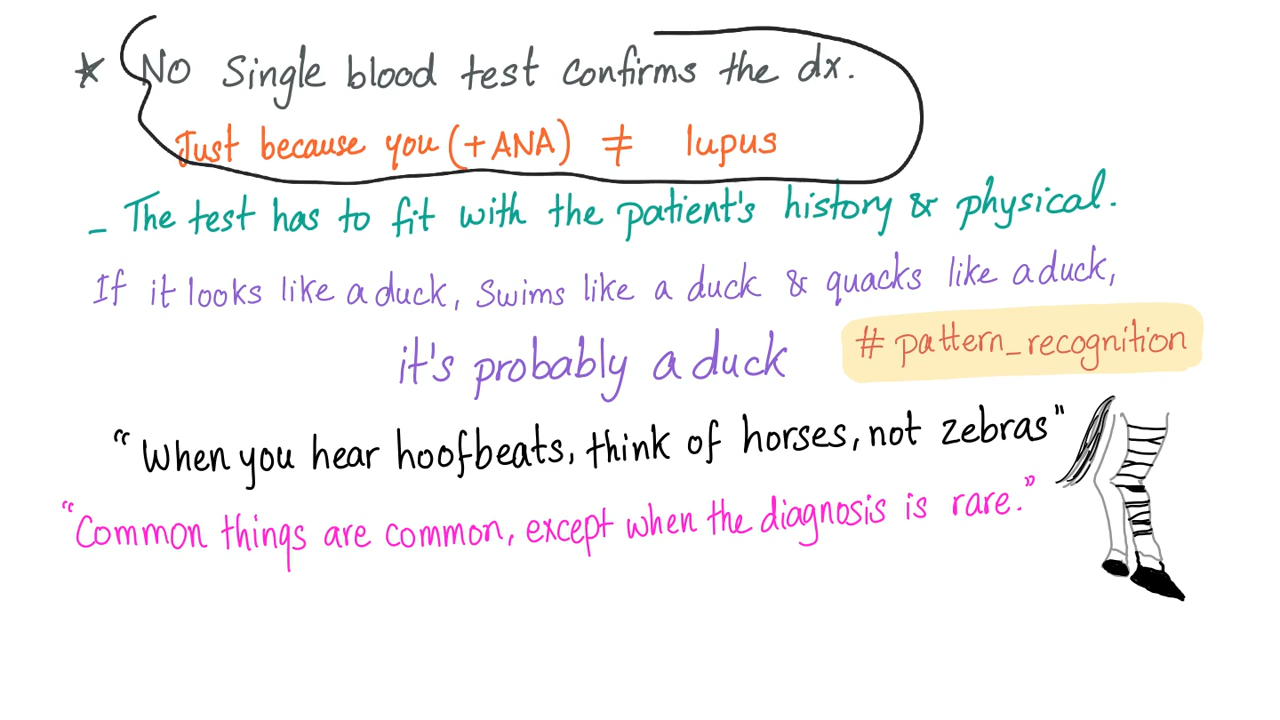 ★ No Single blood test confirms the dx.
Just because you (+ANA) ≠ lupus
- The test has to fit with the patient's history & physical.
If it looks like a duck, Swims like a duck & quacks like a duck,
it's probably a duck
# pattern_recognition
"When you hear hoofbeats, think of horses, not zebras"
"Common things are common, except when the diagnosis is rare."